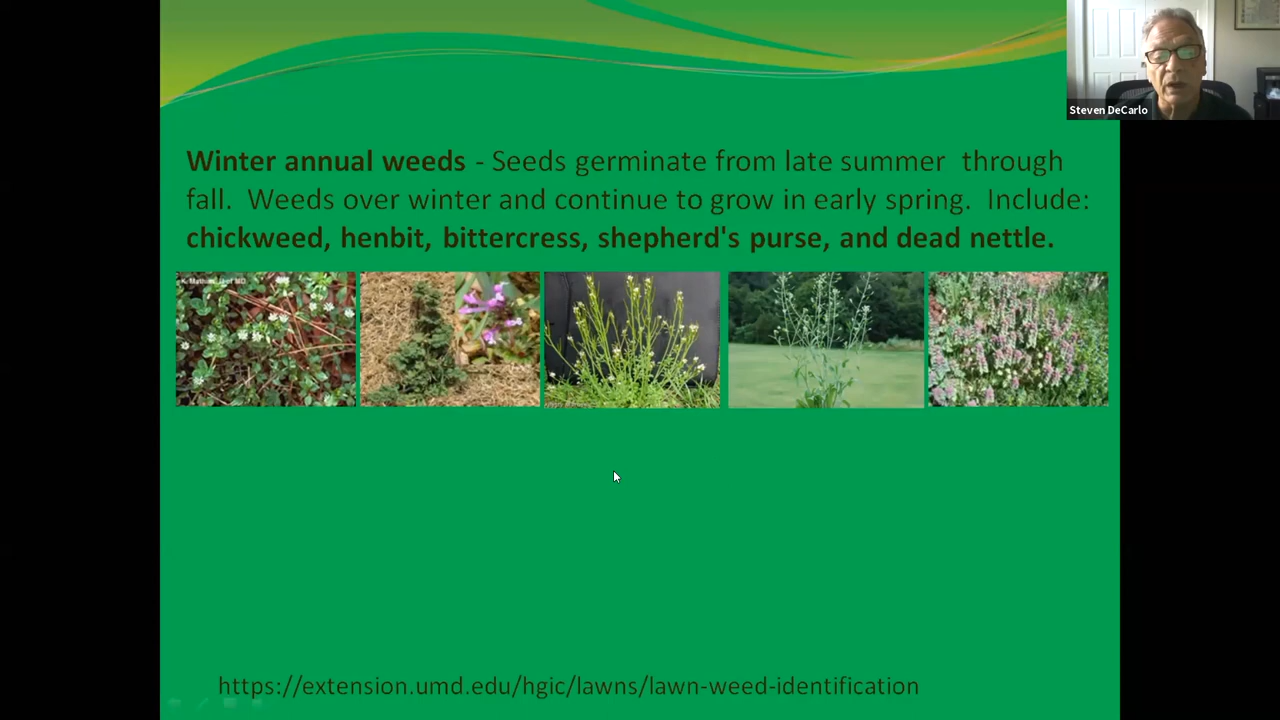 Steven DeCarlo
Winter annual weeds - Seeds germinate from late summer through
fall. Weeds over winter and continue to grow in early spring. Include:
chickweed, henbit, bittercress, shepherd's purse, and dead nettle.
https://extension.umd.edu/hgic/lawns/lawn-weed-identification